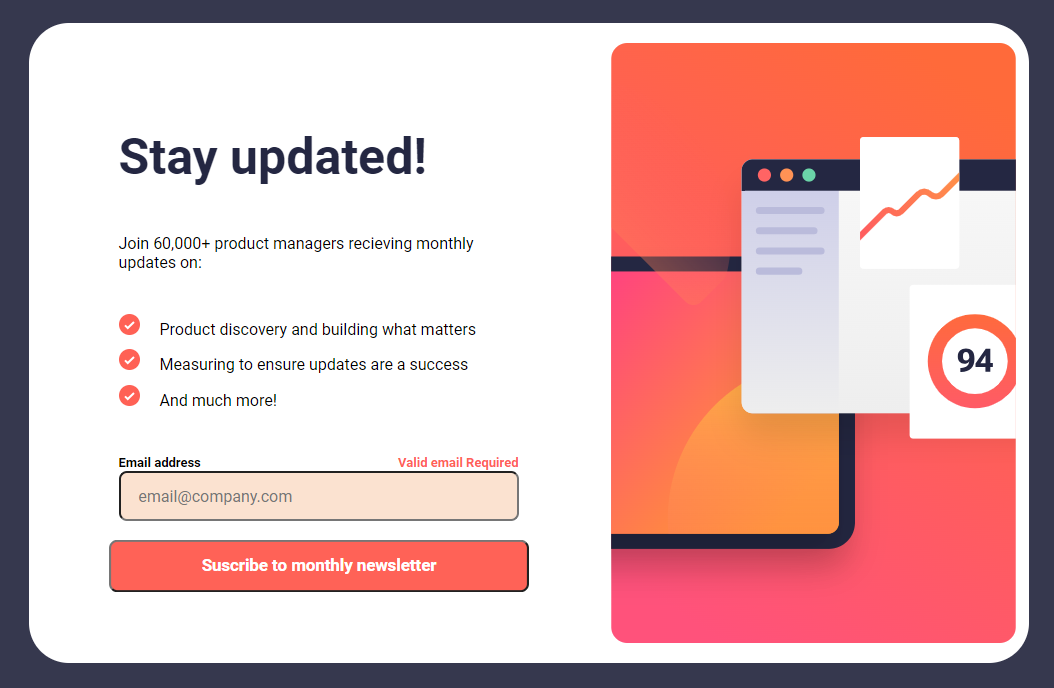 Stay updated!
Join 60,000+ product managers recieving monthly
updates on:
Product discovery and building what matters
Measuring to ensure updates are a success
And much more!
Email address Valid email Required
email@company.com
Suscribe to monthly newsletter
94